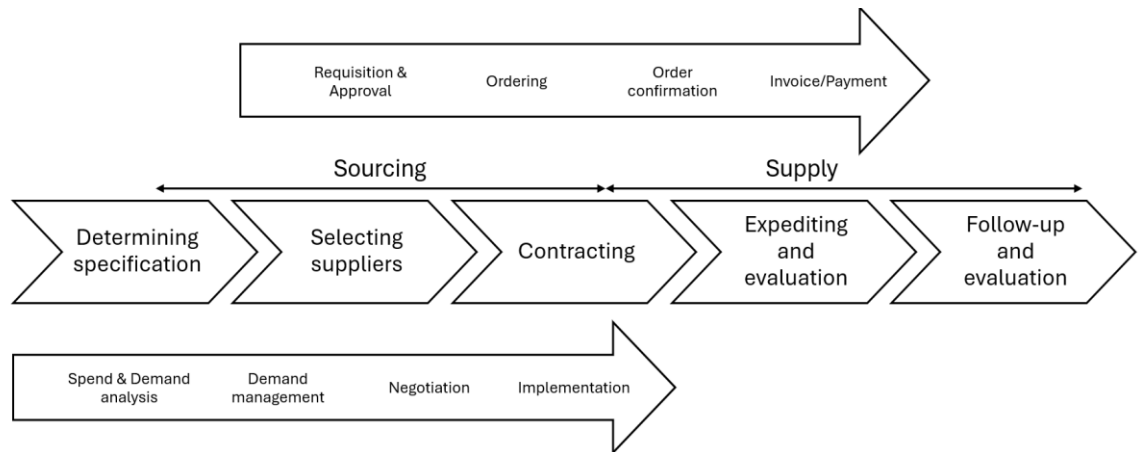 Requisition &
Approval
Ordering
Order
confirmation
Invoice/Payment
Sourcing
Supply
Determining
specification
Selecting
suppliers
Contracting
Expediting
and
evaluation
Follow-up
and
evaluation
Spend & Demand
analysis
Demand
management
Negotiation
Implementation